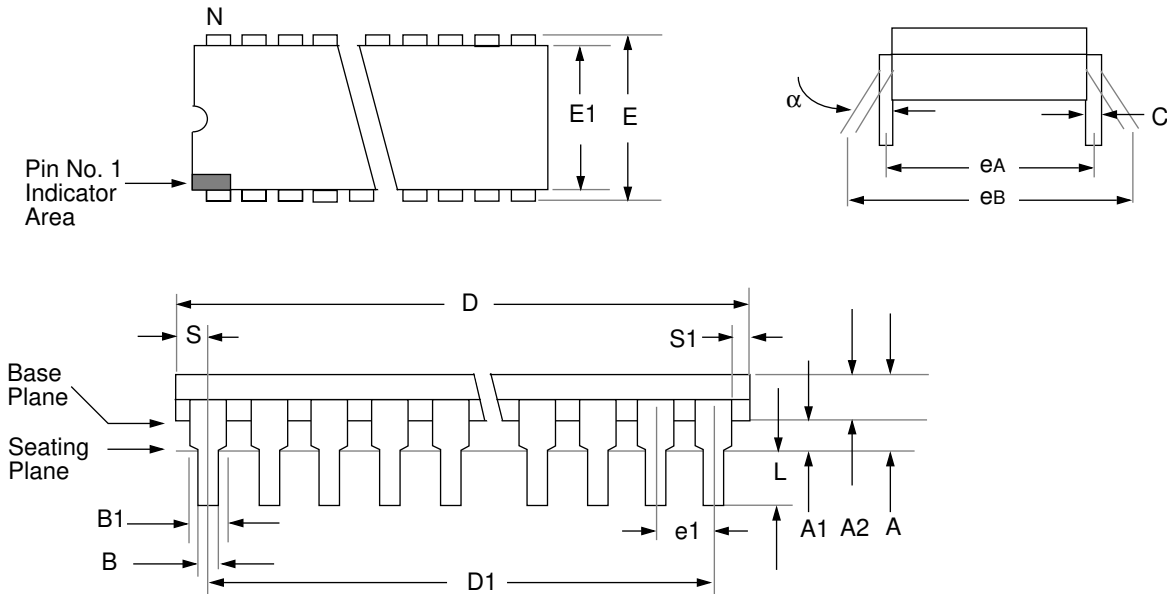 N
E1
E
α
C
eA
eB
Pin No. 1
Indicator
Area
D
S
S1
Base
Plane
Seating
Plane
L
B1
e1
A1
A2
A
B
D1